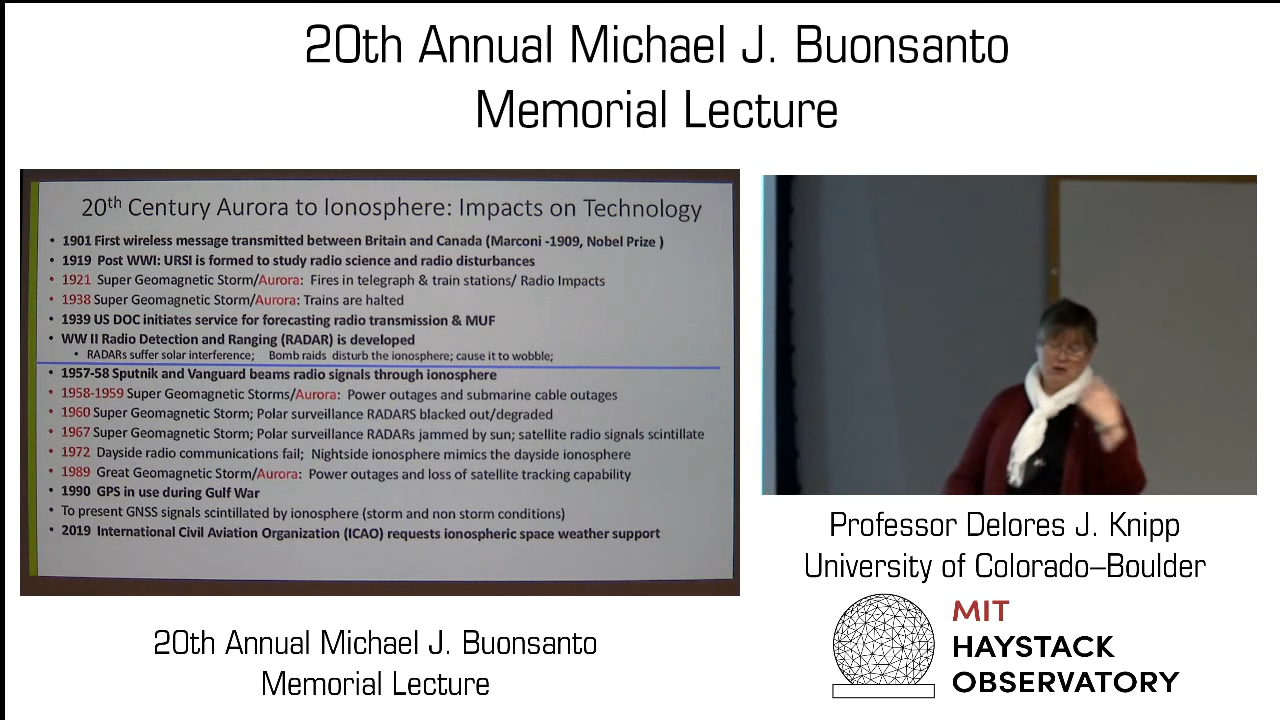 20th Annual Michael J. Buonsanto
Memorial Lecture
20th Century Aurora to Ionosphere: Impacts on Technology
• 1901 First wireless message transmitted between Britain and Canada (Marconi -1909, Nobel Prize )
• 1919 Post WWI: URSI is formed to study radio science and radio disturbances
• 1921 Super Geomagnetic Storm/Aurora: Fires in telegraph & train stations/ Radio Impacts
• 1938 Super Geomagnetic Storm/Aurora: Trains are halted
• 1939 US DOC initiates service for forecasting radio transmission & MUF
• WW II Radio Detection and Ranging (RADAR) is developed
• RADARs suffer solar interference; Bomb raids disturb the ionosphere; cause it to wobble;
• 1957-58 Sputnik and Vanguard beams radio signals through ionosphere
• 1958-1959 Super Geomagnetic Storms/Aurora: Power outages and submarine cable outages
• 1960 Super Geomagnetic Storm; Polar surveillance RADARS blacked out/degraded
• 1967 Super Geomagnetic Storm; Polar surveillance RADARs jammed by sun; satellite radio signals scintillate
• 1972 Dayside radio communications fail; Nightside ionosphere mimics the dayside ionosphere
• 1989 Great Geomagnetic Storm/Aurora: Power outages and loss of satellite tracking capability
• 1990 GPS in use during Gulf War
• To present GNSS signals scintillated by ionosphere (storm and non storm conditions)
• 2019 International Civil Aviation Organization (ICAO) requests ionospheric space weather support
20th Annual Michael J. Buonsanto
Memorial Lecture
Professor Delores J. Knipp
University of Colorado–Boulder
MIT
HAYSTACK
OBSERVATORY